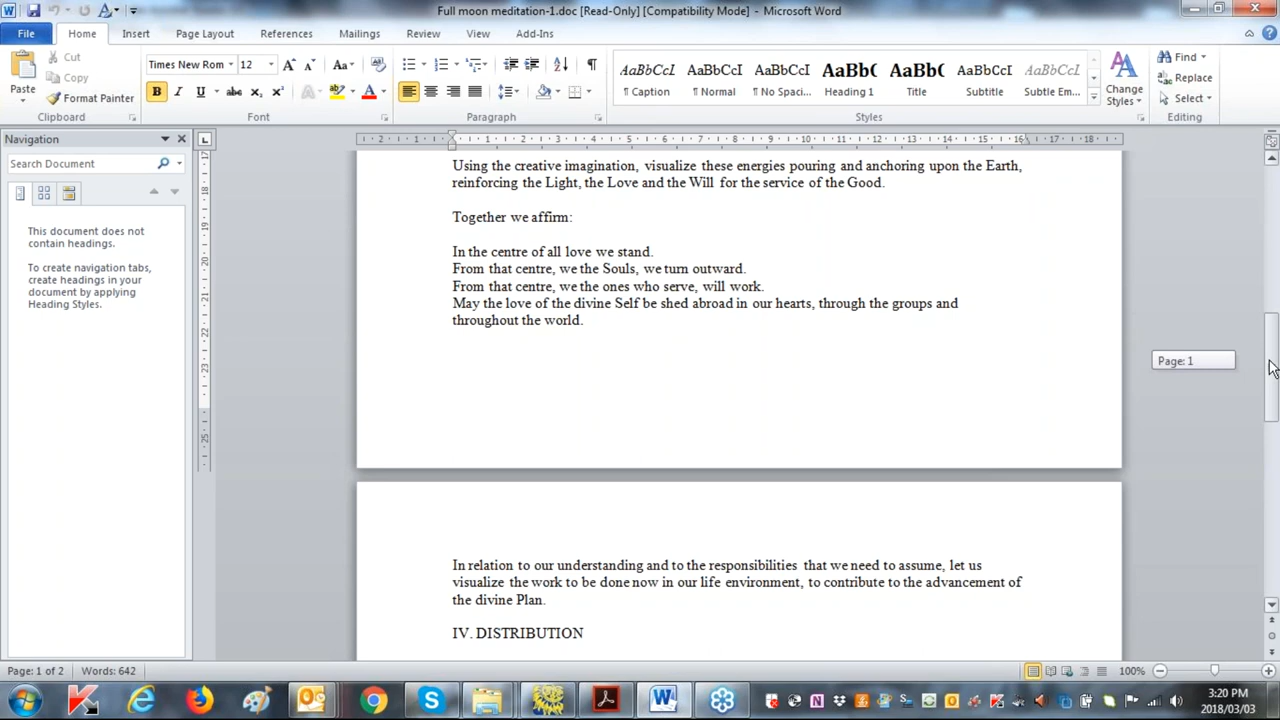 Full moon meditation-1.doc [Read-Only] [Compatibility Mode] - Microsoft Word
File Home Insert Page Layout References Mailings Review View Add-Ins
Paste
Cut
Copy
Format Painter
Clipboard
Times New Rom 12
Font
Paragraph
AaBbCcI AaBbCcI AaBbCcI AaBb( AaBb( AaBbCcI AaBbCcI
¶ Caption ¶ Normal ¶ No Spaci... Heading 1 Title Subtitle Subtle Em...
Styles
Change
Styles
Find
Replace
Select
Editing
Navigation
Search Document
This document does not
contain headings.
To create navigation tabs,
create headings in your
document by applying
Heading Styles.
Using the creative imagination, visualize these energies pouring and anchoring upon the Earth,
reinforcing the Light, the Love and the Will for the service of the Good.
Together we affirm:
In the centre of all love we stand.
From that centre, we the Souls, we turn outward.
From that centre, we the ones who serve, will work.
May the love of the divine Self be shed abroad in our hearts, through the groups and
throughout the world.
Page: 1
In relation to our understanding and to the responsibilities that we need to assume, let us
visualize the work to be done now in our life environment, to contribute to the advancement of
the divine Plan.
IV. DISTRIBUTION
Page: 1 of 2 Words: 642
100%
3:20 PM
2018/03/03